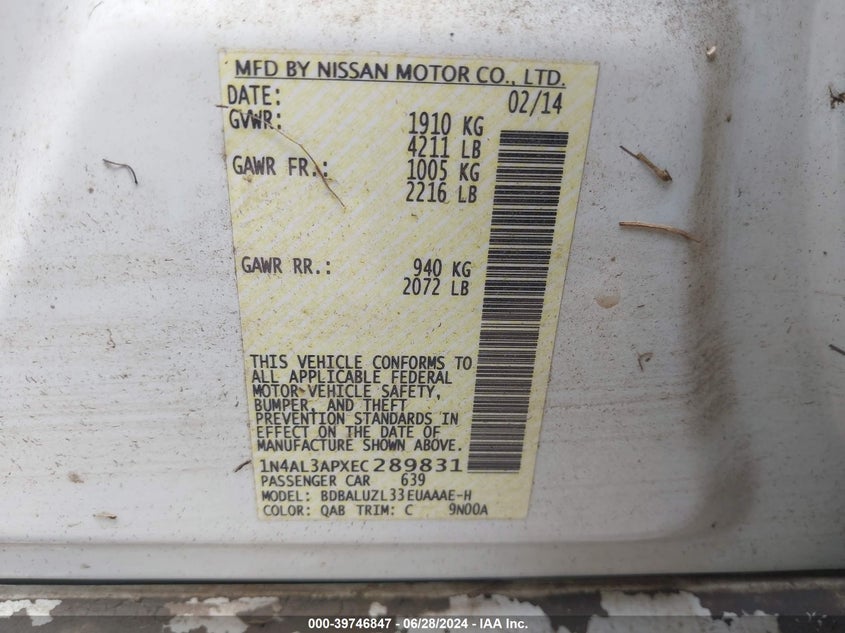 MFD BY NISSAN MOTOR CO., LTD.
DATE: 02/14
GVWR: 1910 KG
4211 LB
GAWR FR.: 1005 KG
2216 LB
GAWR RR.: 940 KG
2072 LB
THIS VEHICLE CONFORMS TO
ALL APPLICABLE FEDERAL
MOTOR VEHICLE SAFETY,
BUMPER, AND THEFT
PREVENTION STANDARDS IN
EFFECT ON THE DATE OF
MANUFACTURE SHOWN ABOVE.
1N4AL3APXEC289831
PASSENGER CAR 639
MODEL: BDBALUZL33EUAAAE-H
COLOR: QAB TRIM: C 9N00A
000-39746847 - 06/28/2024 - IAA Inc.